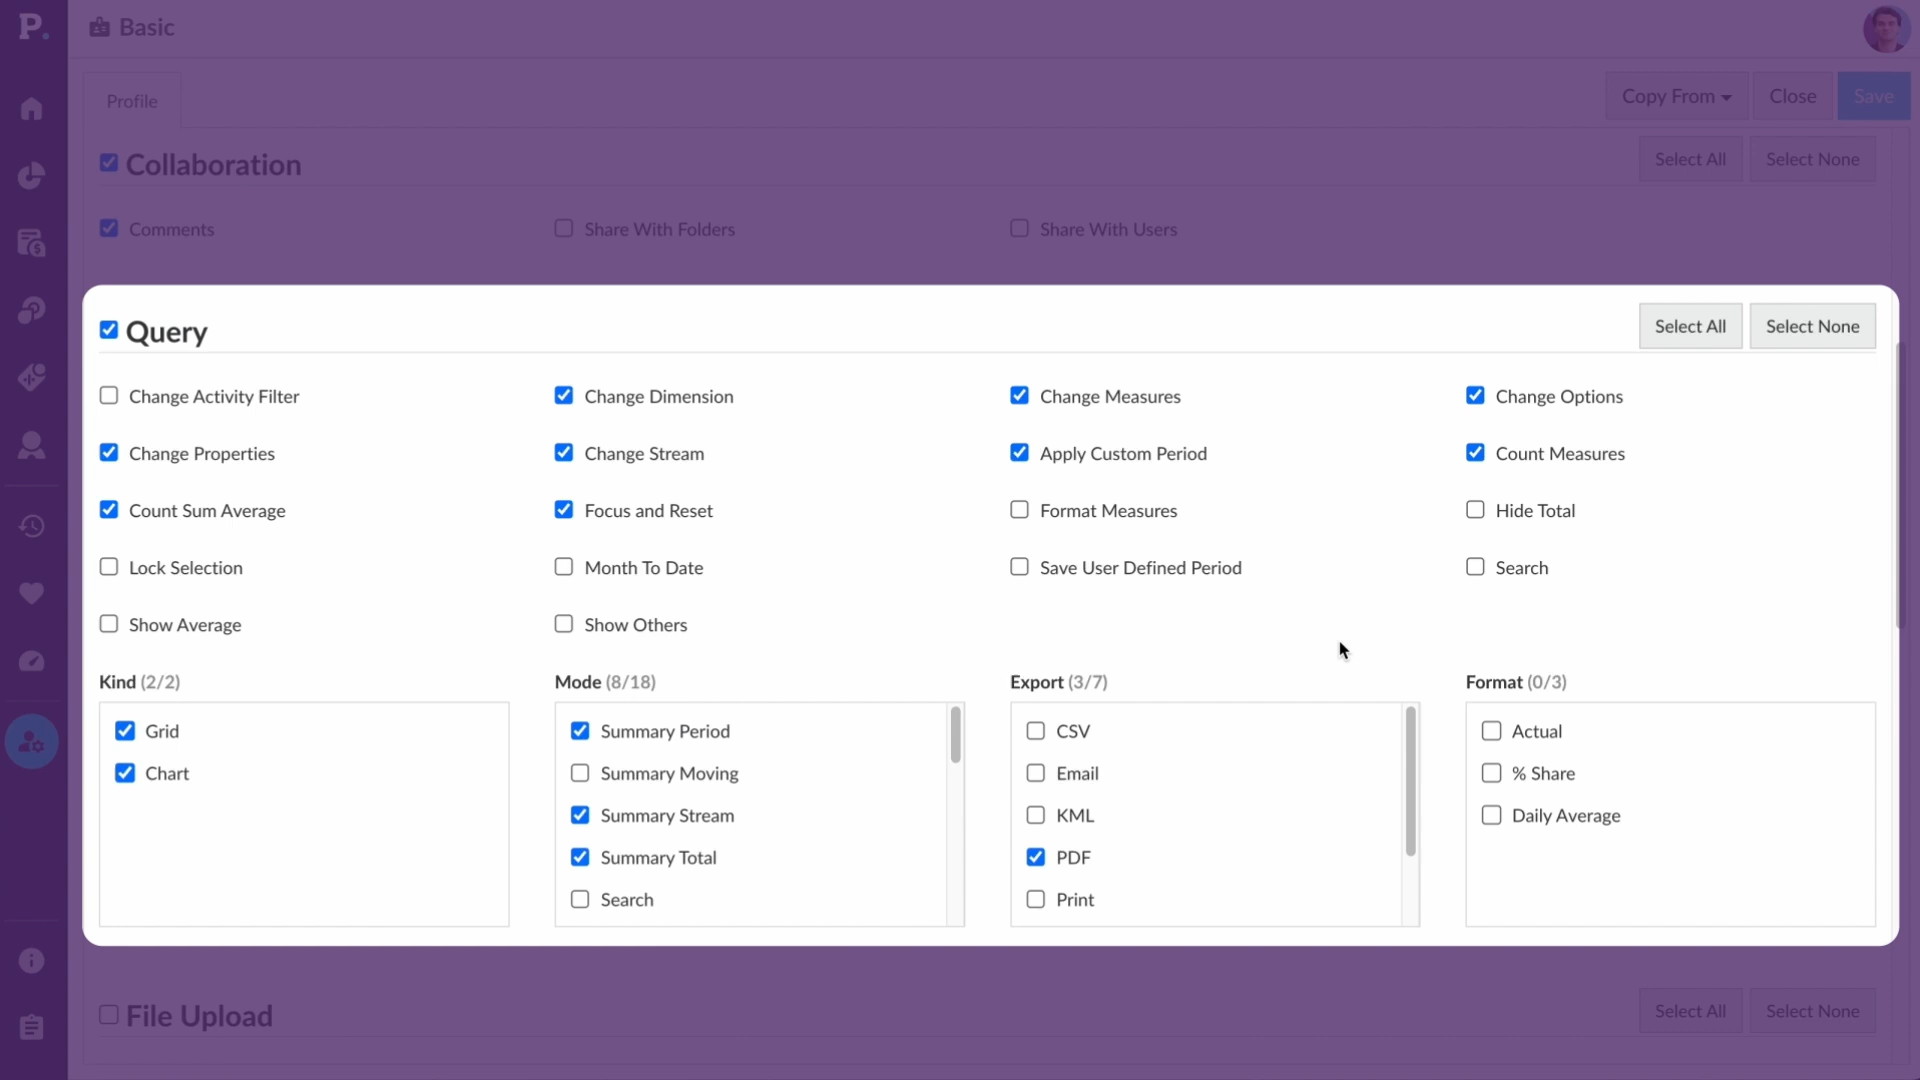 P.
Basic
Profile
Copy From
Close
Save
Collaboration
Select All
Select None
Comments
Share With Folders
Share With Users
Query
Select All
Select None
Change Activity Filter
Change Dimension
Change Measures
Change Options
Change Properties
Change Stream
Apply Custom Period
Count Measures
Count Sum Average
Focus and Reset
Format Measures
Hide Total
Lock Selection
Month To Date
Save User Defined Period
Search
Show Average
Show Others
Kind (2/2)
Grid
Chart
Mode (8/18)
Summary Period
Summary Moving
Summary Stream
Summary Total
Search
Export (3/7)
CSV
Email
KML
PDF
Print
Format (0/3)
Actual
% Share
Daily Average
File Upload
Select All
Select None